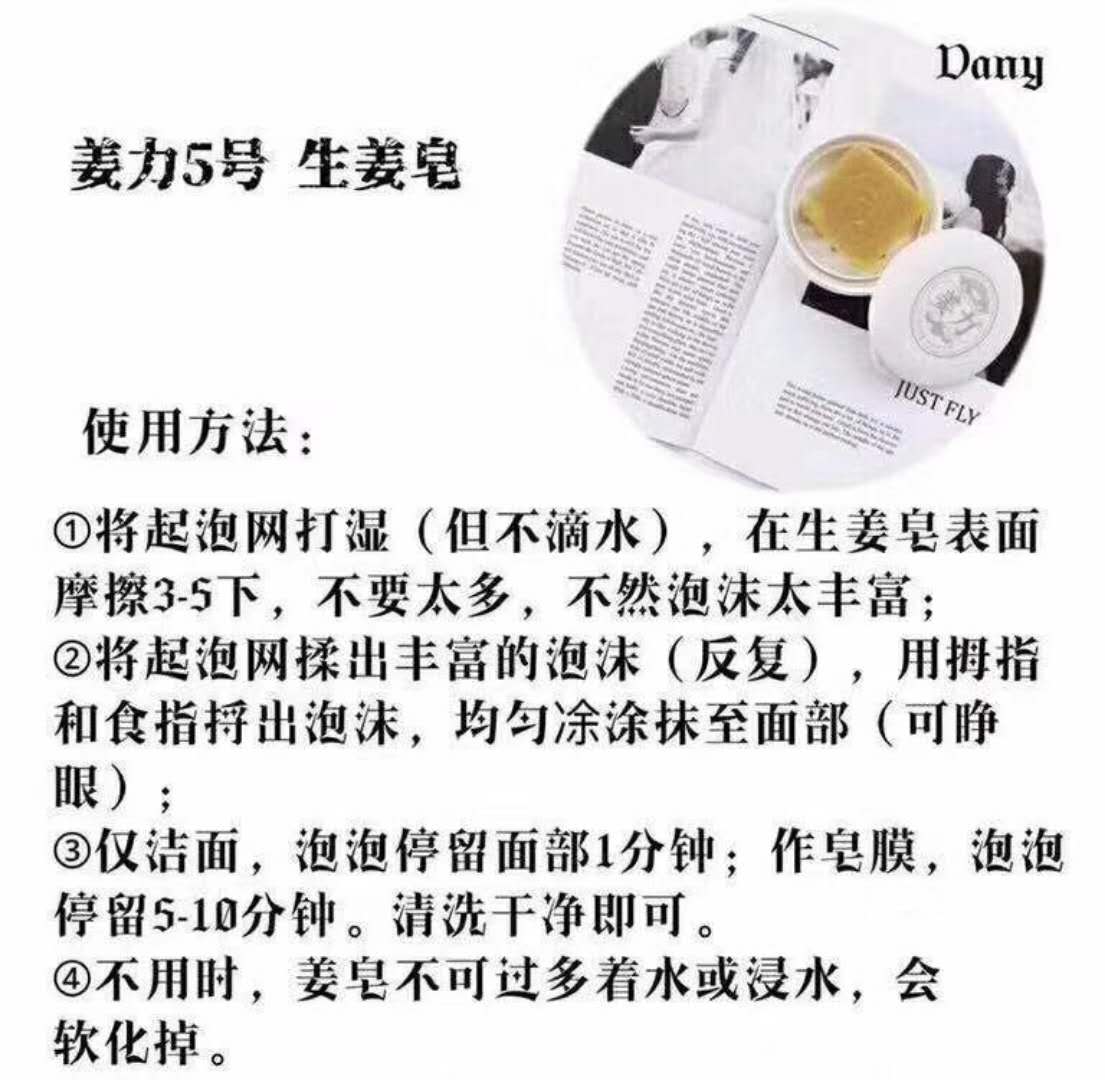 Dany
姜力5号 生姜皂
JUST FLY
使用方法：
①将起泡网打湿（但不滴水），在生姜皂表面
摩擦3-5下，不要太多，不然泡沫太丰富；
②将起泡网揉出丰富的泡沫（反复），用拇指
和食指捋出泡沫，均匀涂涂抹至面部（可睁
眼）；
③仅洁面，泡泡停留面部1分钟；作皂膜，泡泡
停留5-10分钟。清洗干净即可。
④不用时，姜皂不可过多着水或浸水，会
软化掉。